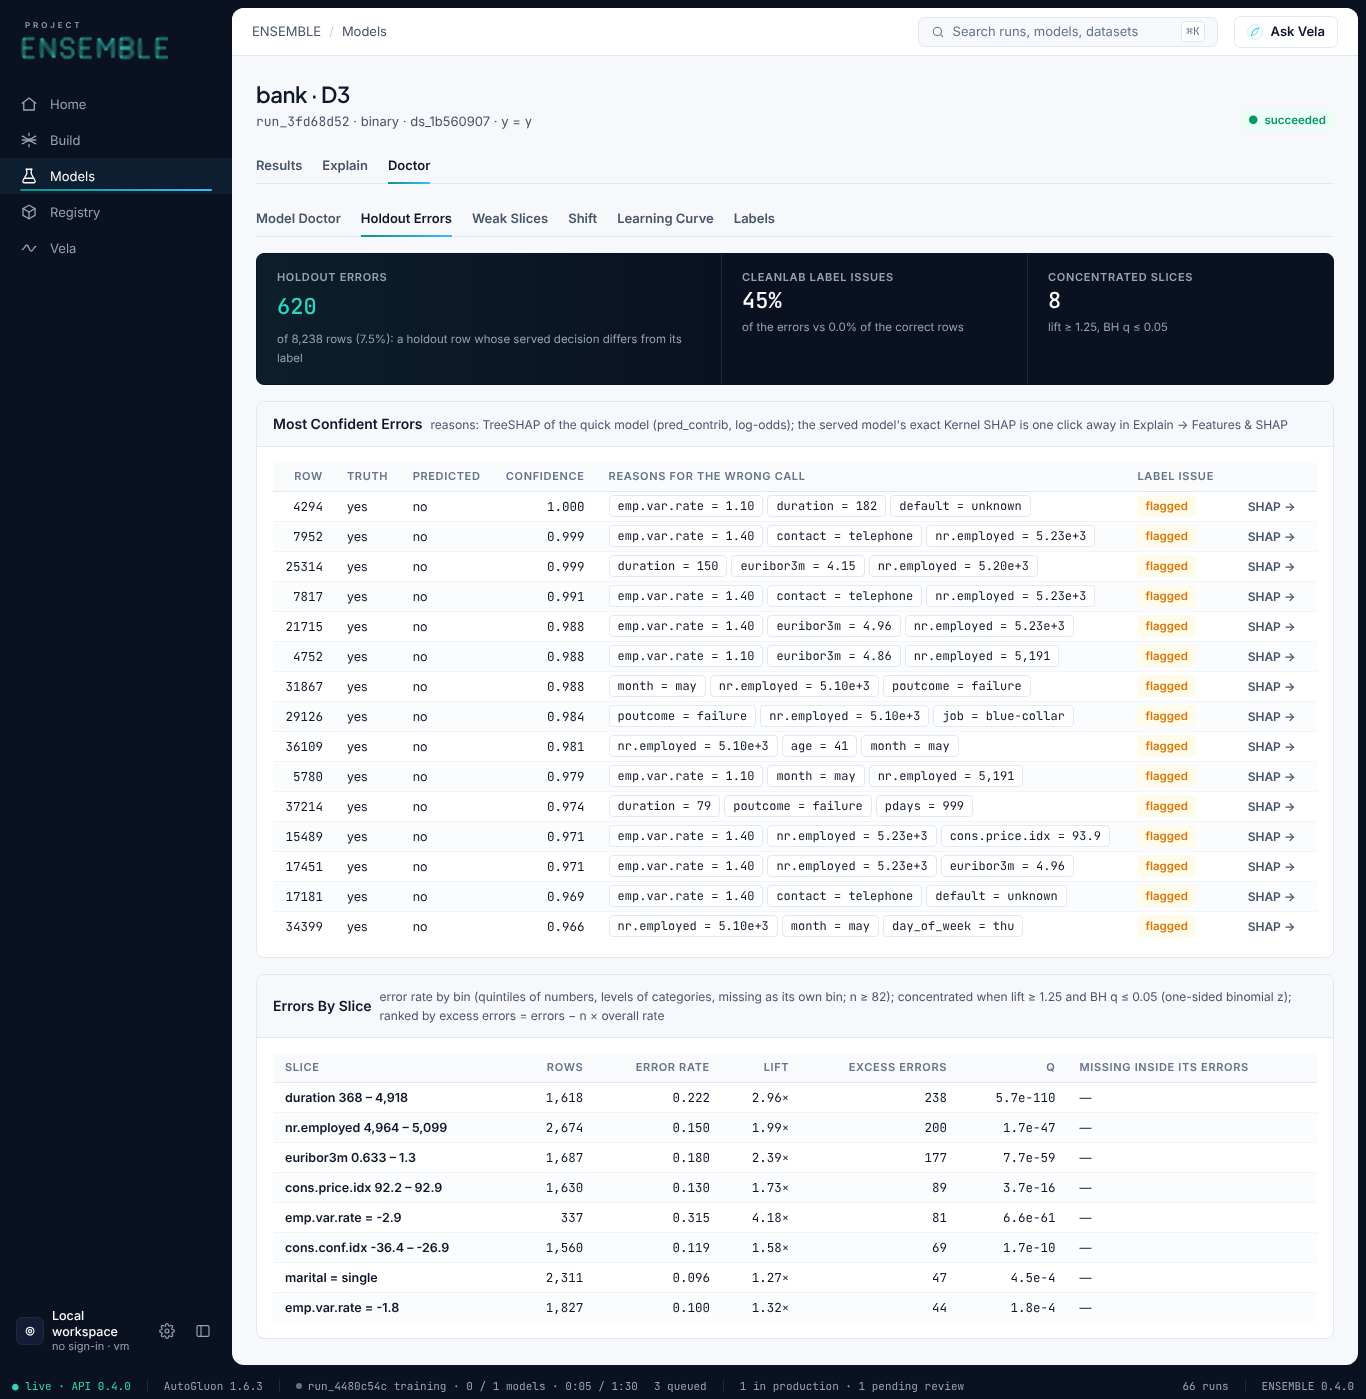 PROJECT
ENSEMBLE
Home
Build
Models
Registry
Vela
ENSEMBLE / Models
Search runs, models, datasets ⌘K
Ask Vela
bank · D3
run_3fd68d52 · binary · ds_1b560907 · y = y
succeeded
Results Explain Doctor
Model Doctor Holdout Errors Weak Slices Shift Learning Curve Labels
HOLDOUT ERRORS
620
of 8,238 rows (7.5%): a holdout row whose served decision differs from its
label
CLEANLAB LABEL ISSUES
45%
of the errors vs 0.0% of the correct rows
CONCENTRATED SLICES
8
lift ≥ 1.25, BH q ≤ 0.05
Most Confident Errors reasons: TreeSHAP of the quick model (pred_contrib, log-odds); the served model's exact Kernel SHAP is one click away in Explain → Features & SHAP
ROW TRUTH PREDICTED CONFIDENCE REASONS FOR THE WRONG CALL LABEL ISSUE
4294 yes no 1.000 emp.var.rate = 1.10 duration = 182 default = unknown flagged SHAP →
7952 yes no 0.999 emp.var.rate = 1.40 contact = telephone nr.employed = 5.23e+3 flagged SHAP →
25314 yes no 0.999 duration = 150 euribor3m = 4.15 nr.employed = 5.20e+3 flagged SHAP →
7817 yes no 0.991 emp.var.rate = 1.40 contact = telephone nr.employed = 5.23e+3 flagged SHAP →
21715 yes no 0.988 emp.var.rate = 1.40 euribor3m = 4.96 nr.employed = 5.23e+3 flagged SHAP →
4752 yes no 0.988 emp.var.rate = 1.10 euribor3m = 4.86 nr.employed = 5,191 flagged SHAP →
31867 yes no 0.988 month = may nr.employed = 5.10e+3 poutcome = failure flagged SHAP →
29126 yes no 0.984 poutcome = failure nr.employed = 5.10e+3 job = blue-collar flagged SHAP →
36109 yes no 0.981 nr.employed = 5.10e+3 age = 41 month = may flagged SHAP →
5780 yes no 0.979 emp.var.rate = 1.10 month = may nr.employed = 5,191 flagged SHAP →
37214 yes no 0.974 duration = 79 poutcome = failure pdays = 999 flagged SHAP →
15489 yes no 0.971 emp.var.rate = 1.40 nr.employed = 5.23e+3 cons.price.idx = 93.9 flagged SHAP →
17451 yes no 0.971 emp.var.rate = 1.40 nr.employed = 5.23e+3 euribor3m = 4.96 flagged SHAP →
17181 yes no 0.969 emp.var.rate = 1.40 contact = telephone default = unknown flagged SHAP →
34399 yes no 0.966 nr.employed = 5.10e+3 month = may day_of_week = thu flagged SHAP →
Errors By Slice error rate by bin (quintiles of numbers, levels of categories, missing as its own bin; n ≥ 82); concentrated when lift ≥ 1.25 and BH q ≤ 0.05 (one-sided binomial z);
ranked by excess errors = errors − n × overall rate
SLICE ROWS ERROR RATE LIFT EXCESS ERRORS Q MISSING INSIDE ITS ERRORS
duration 368 – 4,918 1,618 0.222 2.96× 238 5.7e-110 —
nr.employed 4,964 – 5,099 2,674 0.150 1.99× 200 1.7e-47 —
euribor3m 0.633 – 1.3 1,687 0.180 2.39× 177 7.7e-59 —
cons.price.idx 92.2 – 92.9 1,630 0.130 1.73× 89 3.7e-16 —
emp.var.rate = -2.9 337 0.315 4.18× 81 6.6e-61 —
cons.conf.idx -36.4 – -26.9 1,560 0.119 1.58× 69 1.7e-10 —
marital = single 2,311 0.096 1.27× 47 4.5e-4 —
emp.var.rate = -1.8 1,827 0.100 1.32× 44 1.8e-4 —
Local
workspace
no sign-in · vm
live · API 0.4.0 AutoGluon 1.6.3 run_4480c54c training · 0 / 1 models · 0:05 / 1:30 3 queued 1 in production · 1 pending review 66 runs ENSEMBLE 0.4.0